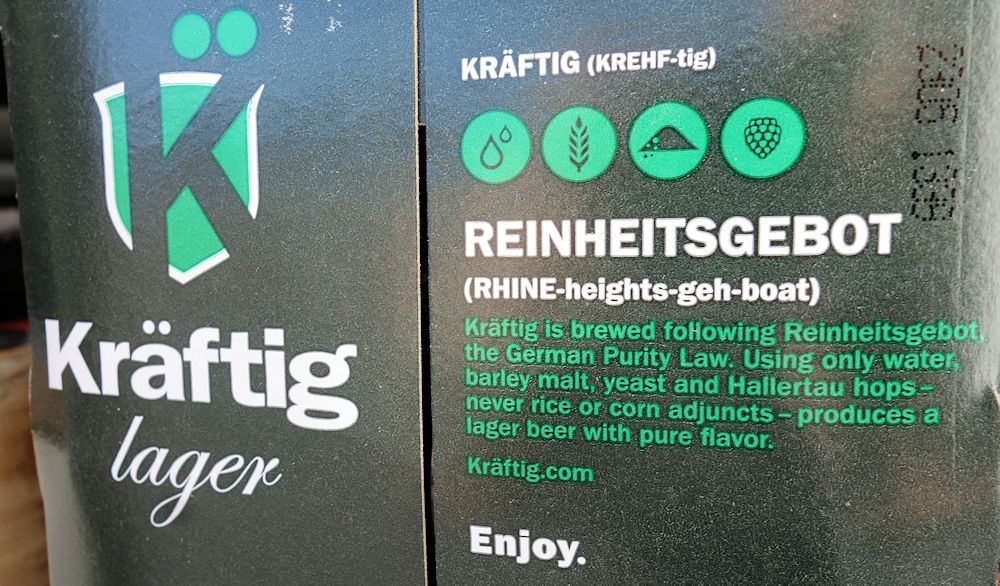 K
Kräftig
lager
KRÄFTIG (KREHF-tig)
REINHEITSGEBOT
(RHINE-heights-geh-boat)
Kräftig is brewed following Reinheitsgebot,
the German Purity Law. Using only water,
barley malt, yeast and Hallertau hops –
never rice or corn adjuncts – produces a
lager beer with pure flavor.
Kräftig.com
Enjoy.